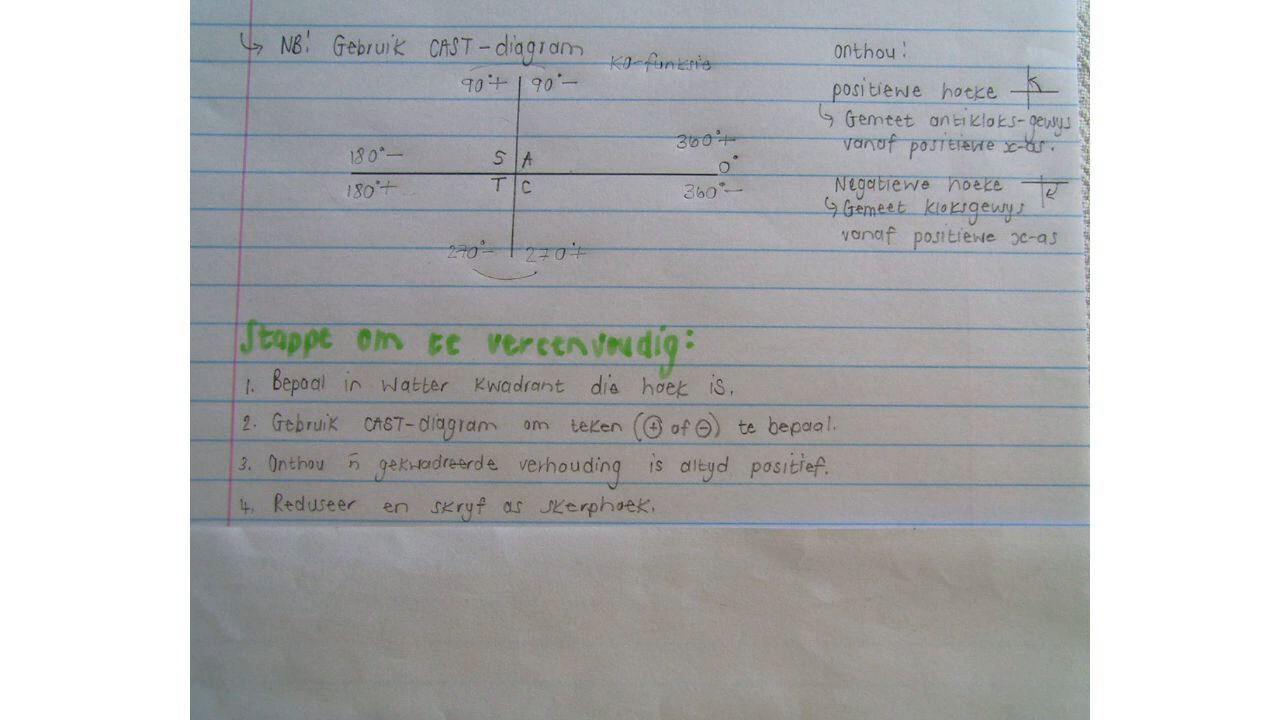 ↳ NB! Gebruik CAST-diagram
ko-funksie
90°+ 90°-
180°- S A 360°+
0°
180°+ T C 360°-
270°- 270°+
onthou!
positiewe hoeke
↳ Gemeet antikloks-gewys
vanaf positiewe x-as.
Negatiewe hoeke
↳ Gemeet kloksgewys
vanaf positiewe x-as
Stappe om te vereenvoudig:
1. Bepaal in watter kwadrant die hoek is.
2. Gebruik CAST-diagram om teken (⊕ of ⊖) te bepaal.
3. Onthou ñ gekwadreerde verhouding is altyd positief.
4. Reduseer en skryf as skerphoek.